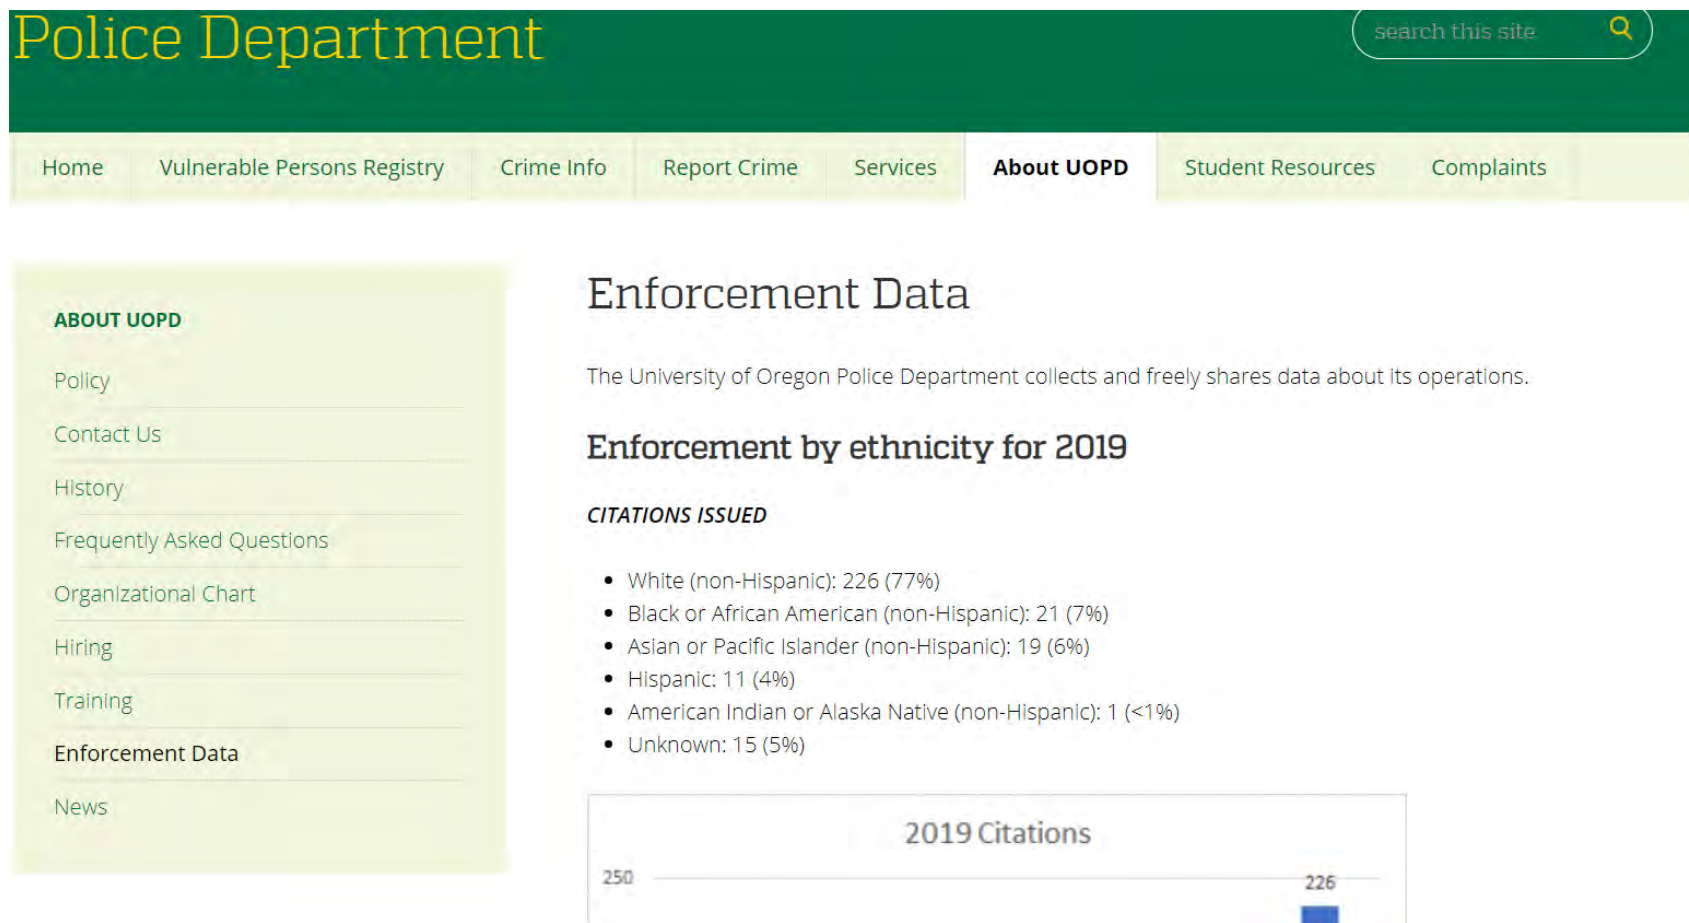 Police Department
search this site
Home Vulnerable Persons Registry Crime Info Report Crime Services About UOPD Student Resources Complaints
ABOUT UOPD
Policy
Contact Us
History
Frequently Asked Questions
Organizational Chart
Hiring
Training
Enforcement Data
News
Enforcement Data
The University of Oregon Police Department collects and freely shares data about its operations.
Enforcement by ethnicity for 2019
CITATIONS ISSUED
• White (non-Hispanic): 226 (77%)
• Black or African American (non-Hispanic): 21 (7%)
• Asian or Pacific Islander (non-Hispanic): 19 (6%)
• Hispanic: 11 (4%)
• American Indian or Alaska Native (non-Hispanic): 1 (<1%)
• Unknown: 15 (5%)
2019 Citations
250
226